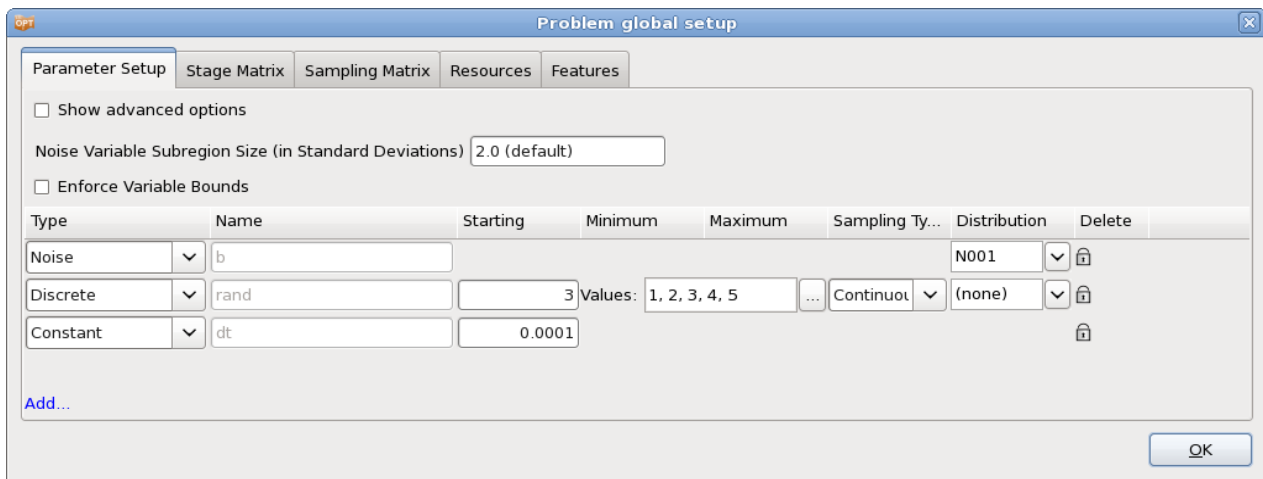 OPT Problem global setup
Parameter Setup Stage Matrix Sampling Matrix Resources Features
Show advanced options
Noise Variable Subregion Size (in Standard Deviations) 2.0 (default)
Enforce Variable Bounds
Type Name Starting Minimum Maximum Sampling Ty... Distribution Delete
Noise b N001
Discrete rand 3 Values: 1, 2, 3, 4, 5 ... Continuou (none)
Constant dt 0.0001
Add...
OK